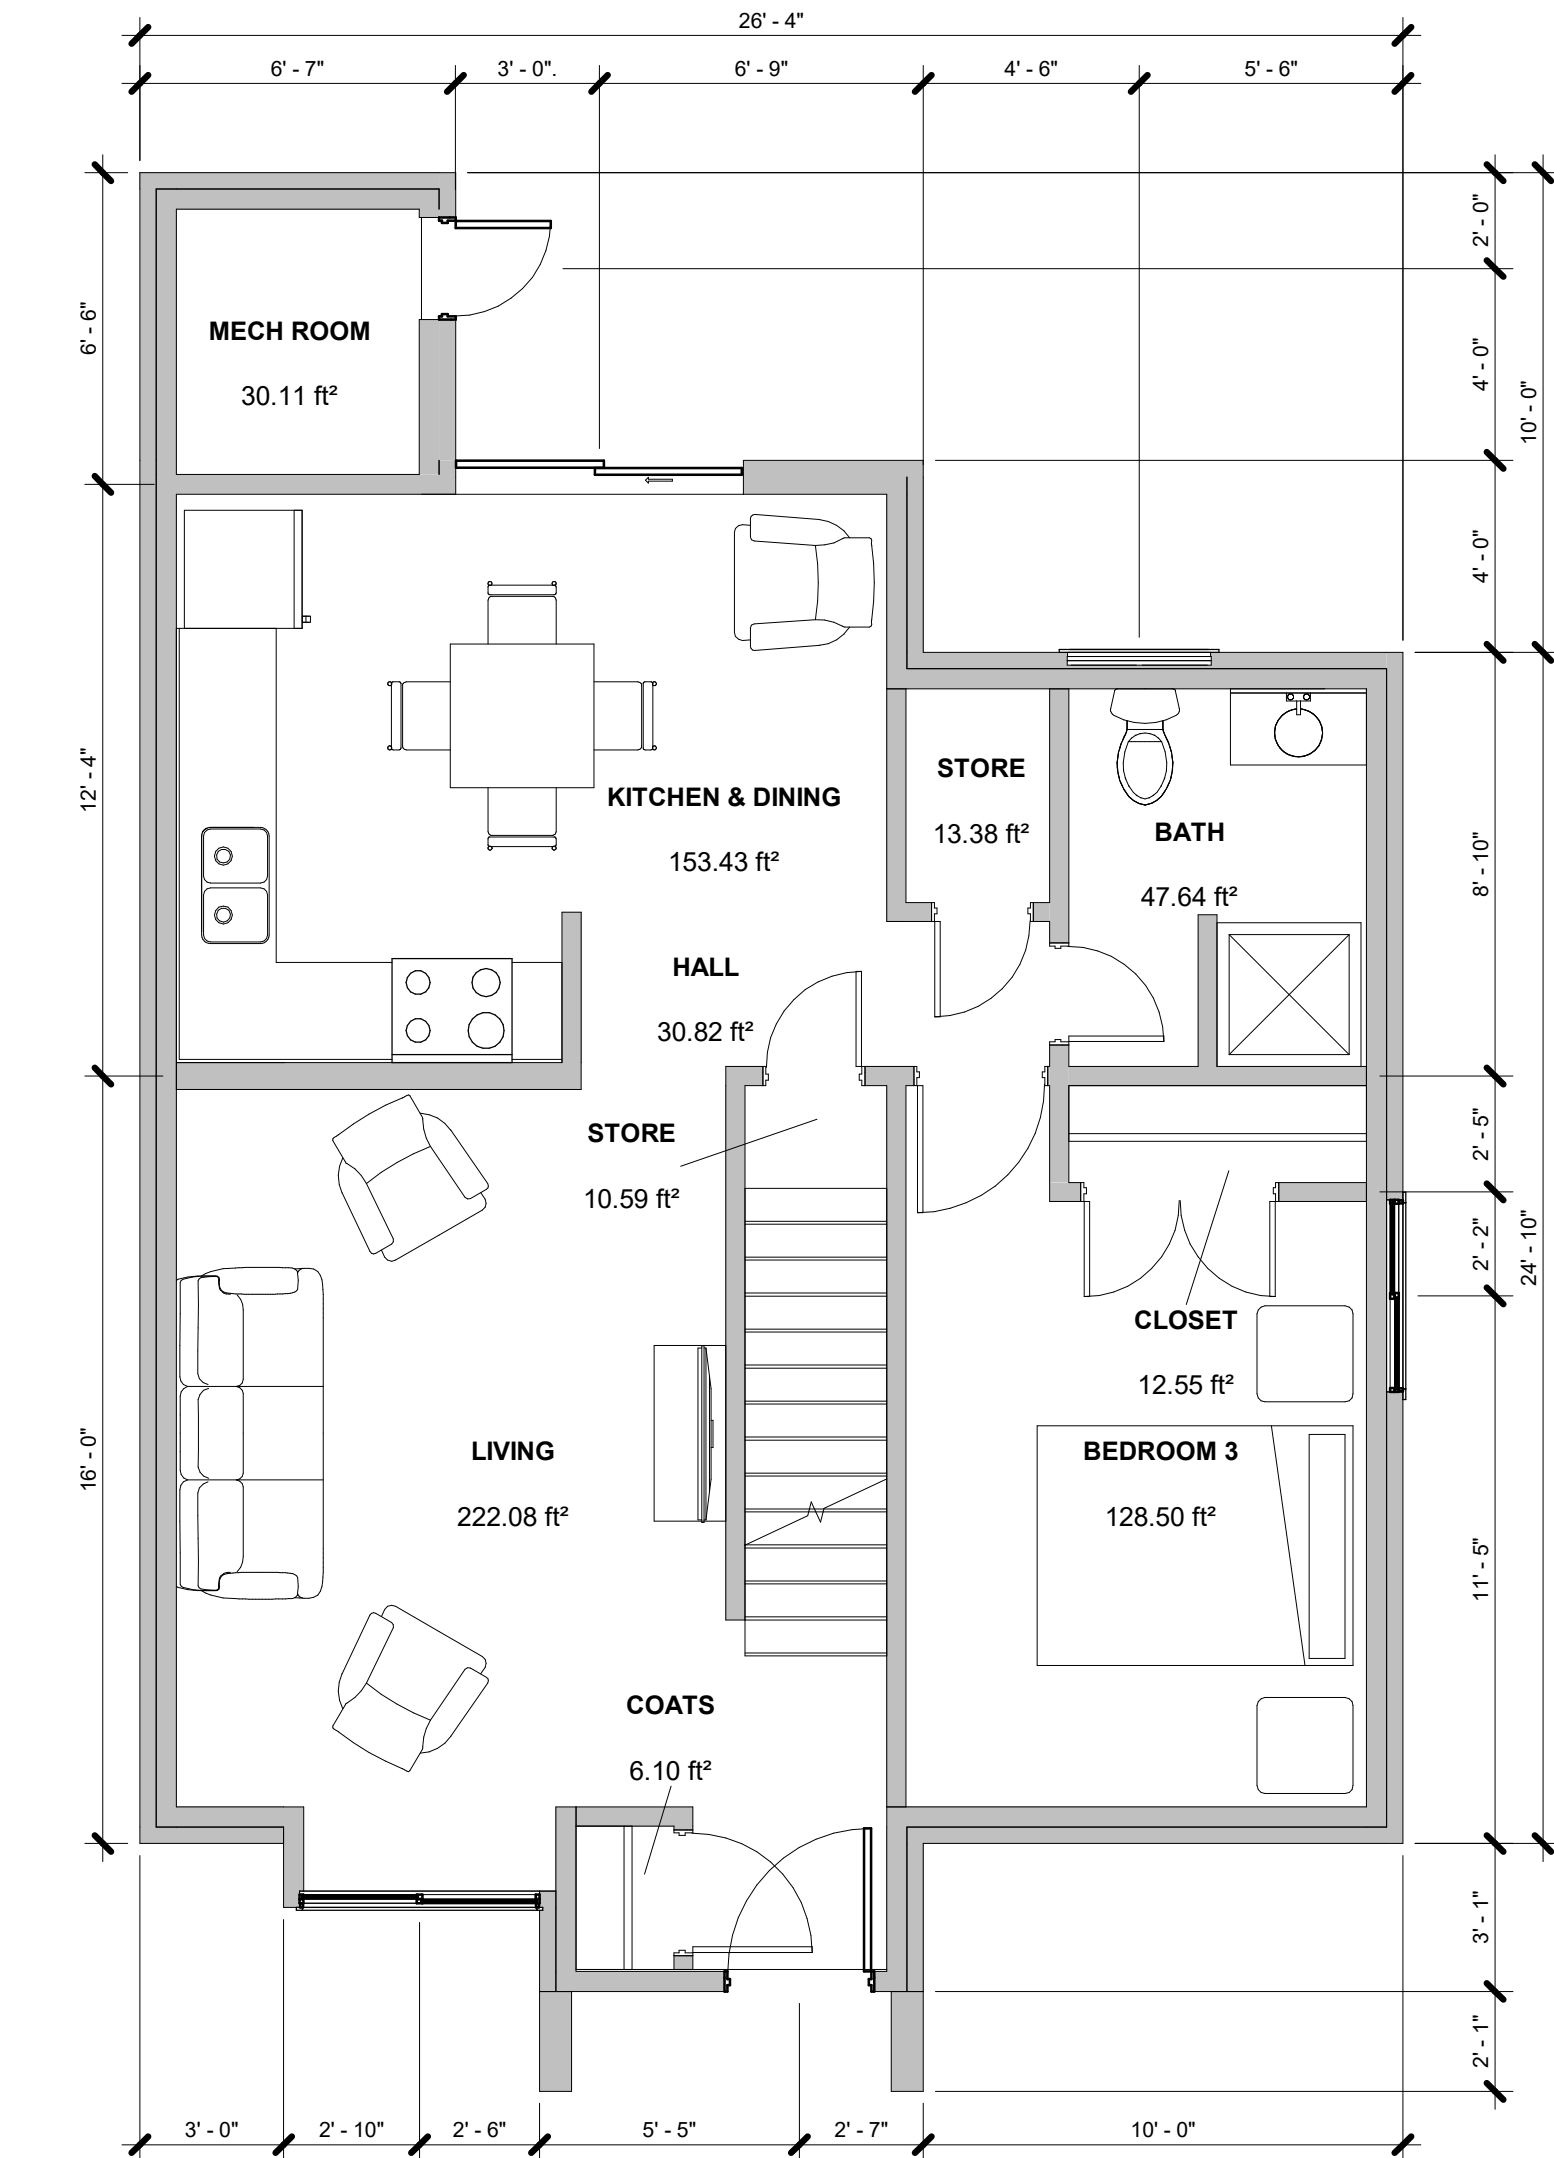 26' - 4"
6' - 7"
3' - 0".
6' - 9"
4' - 6"
5' - 6"
2' - 0"
4' - 0"
10' - 0"
4' - 0"
6' - 6"
MECH ROOM
30.11 ft²
12' - 4"
KITCHEN & DINING
153.43 ft²
STORE
13.38 ft²
BATH
47.64 ft²
8' - 10"
HALL
30.82 ft²
STORE
10.59 ft²
2' - 5"
2' - 2"
24' - 10"
CLOSET
12.55 ft²
16' - 0"
LIVING
222.08 ft²
BEDROOM 3
128.50 ft²
11' - 5"
COATS
6.10 ft²
3' - 1"
2' - 1"
3' - 0"
2' - 10"
2' - 6"
5' - 5"
2' - 7"
10' - 0"